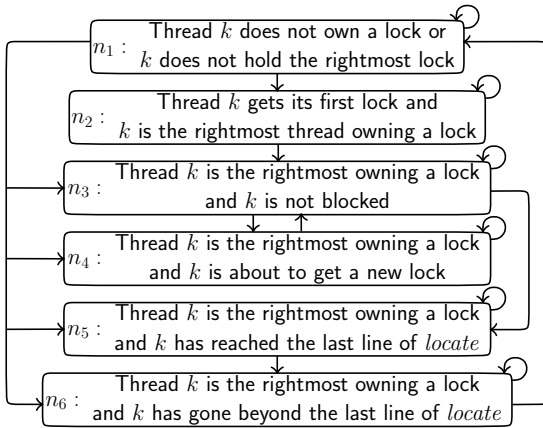 n₁ : Thread k does not own a lock or
k does not hold the rightmost lock
n₂ : Thread k gets its first lock and
k is the rightmost thread owning a lock
n₃ : Thread k is the rightmost owning a lock
and k is not blocked
n₄ : Thread k is the rightmost owning a lock
and k is about to get a new lock
n₅ : Thread k is the rightmost owning a lock
and k has reached the last line of locate
n₆ : Thread k is the rightmost owning a lock
and k has gone beyond the last line of locate